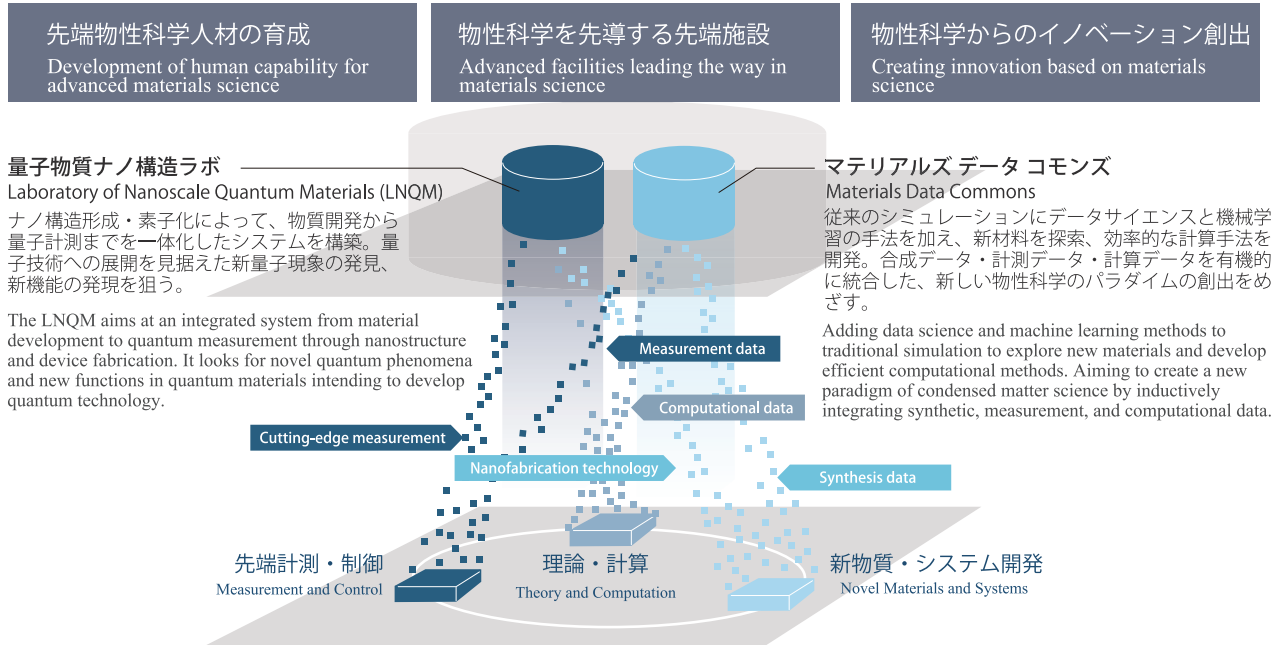 先端物性科学人材の育成
Development of human capability for
advanced materials science
物性科学を先導する先端施設
Advanced facilities leading the way in
materials science
物性科学からのイノベーション創出
Creating innovation based on materials
science
量子物質ナノ構造ラボ
Laboratory of Nanoscale Quantum Materials (LNQM)
ナノ構造形成・素子化によって、物質開発から
量子計測までを一体化したシステムを構築。量
子技術への展開を見据えた新量子現象の発見、
新機能の発現を狙う。
The LNQM aims at an integrated system from material
development to quantum measurement through nanostructure
and device fabrication. It looks for novel quantum phenomena
and new functions in quantum materials intending to develop
quantum technology.
マテリアルズ データ コモンズ
Materials Data Commons
従来のシミュレーションにデータサイエンスと機械学
習の手法を加え、新材料を探索、効率的な計算手法を
開発。合成データ・計測データ・計算データを有機的
に統合した、新しい物性科学のパラダイムの創出をめ
ざす。
Adding data science and machine learning methods to
traditional simulation to explore new materials and develop
efficient computational methods. Aiming to create a new
paradigm of condensed matter science by inductively
integrating synthetic, measurement, and computational data.
Measurement data
Computational data
Cutting-edge measurement
Nanofabrication technology
Synthesis data
先端計測・制御
Measurement and Control
理論・計算
Theory and Computation
新物質・システム開発
Novel Materials and Systems